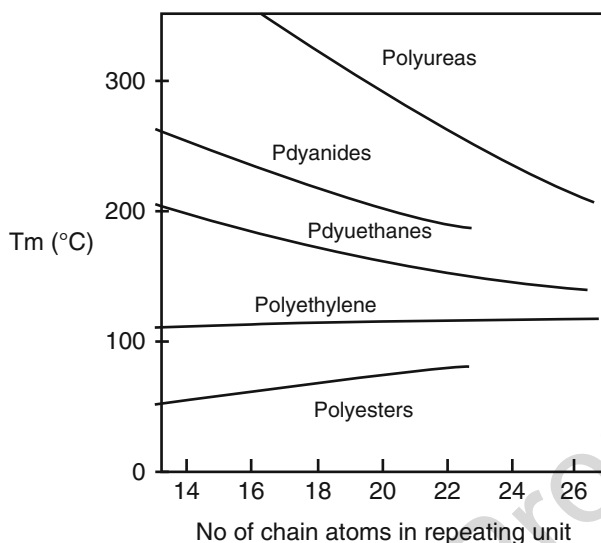 300
200
100
0
Tm (°C)
Polyureas
Pdyanides
Pdyuethanes
Polyethylene
Polyesters
14 16 18 20 22 24 26
No of chain atoms in repeating unit
pro